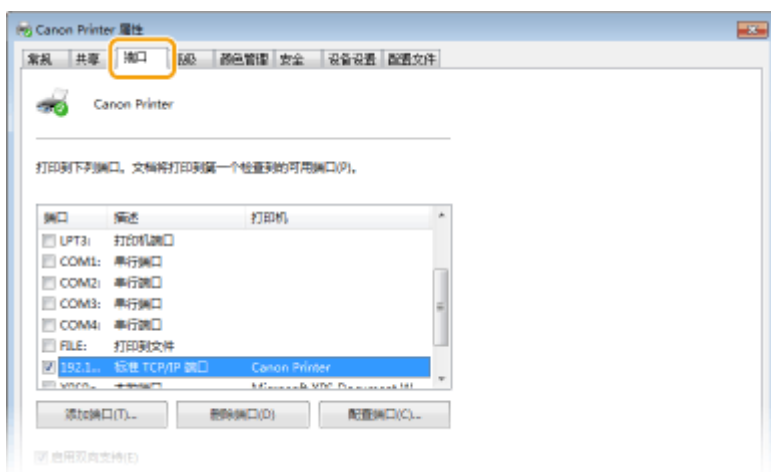 Canon Printer 属性
常规 共享 端口 高级 颜色管理 安全 设备设置 配置文件
Canon Printer
打印到下列端口。文档将打印到第一个检查到的可用端口(P)。
端口 描述 打印机
LPT3: 打印机端口
COM1: 串行端口
COM2: 串行端口
COM3: 串行端口
COM4: 串行端口
FILE: 打印到文件
192.1... 标准 TCP/IP 端口 Canon Printer
添加端口(T)... 删除端口(D) 配置端口(C)...
启用双向支持(E)